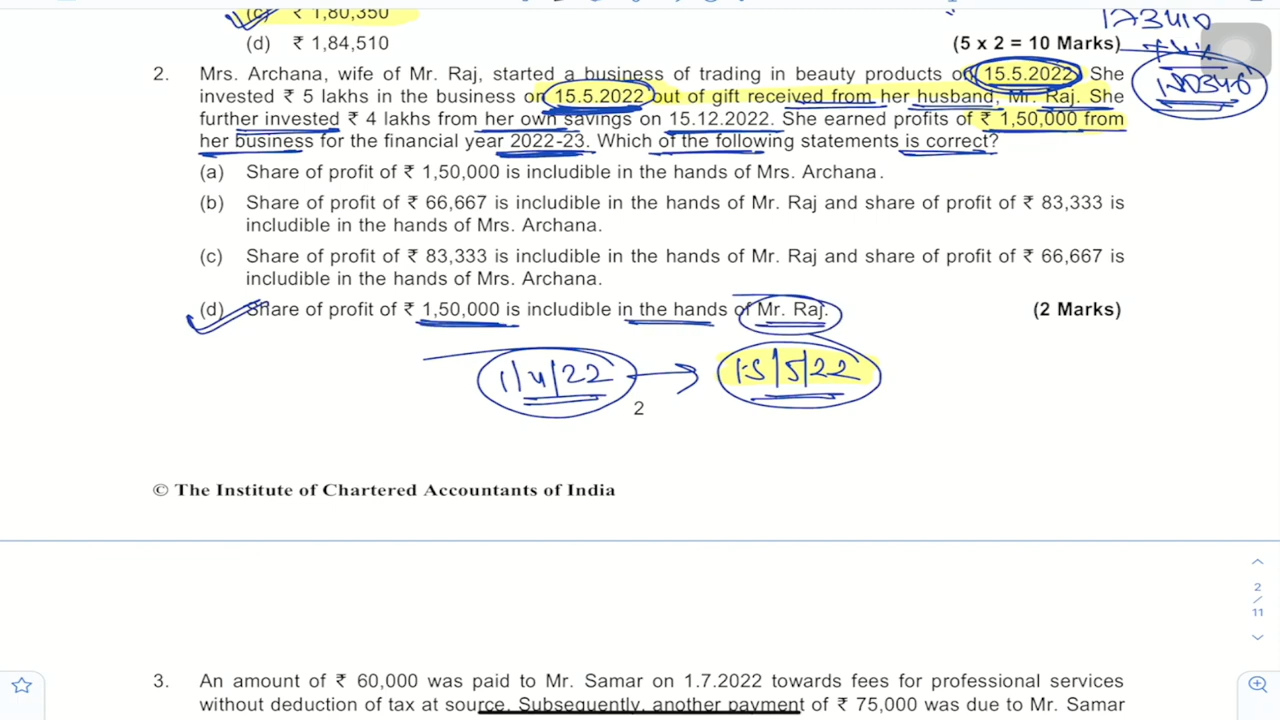 (c) ₹ 1,80,350
(d) ₹ 1,84,510
(5 x 2 = 10 Marks)
173410
2. Mrs. Archana, wife of Mr. Raj, started a business of trading in beauty products on 15.5.2022. She
invested ₹ 5 lakhs in the business on 15.5.2022 out of gift received from her husband, Mr. Raj. She
further invested ₹ 4 lakhs from her own savings on 15.12.2022. She earned profits of ₹ 1,50,000 from
her business for the financial year 2022-23. Which of the following statements is correct?
(a) Share of profit of ₹ 1,50,000 is includible in the hands of Mrs. Archana.
(b) Share of profit of ₹ 66,667 is includible in the hands of Mr. Raj and share of profit of ₹ 83,333 is
includible in the hands of Mrs. Archana.
(c) Share of profit of ₹ 83,333 is includible in the hands of Mr. Raj and share of profit of ₹ 66,667 is
includible in the hands of Mrs. Archana.
(d) Share of profit of ₹ 1,50,000 is includible in the hands of Mr. Raj. (2 Marks)
1/4/22 → 15/5/22
2
© The Institute of Chartered Accountants of India
2
/
11
3. An amount of ₹ 60,000 was paid to Mr. Samar on 1.7.2022 towards fees for professional services
without deduction of tax at source. Subsequently, another payment of ₹ 75,000 was due to Mr. Samar